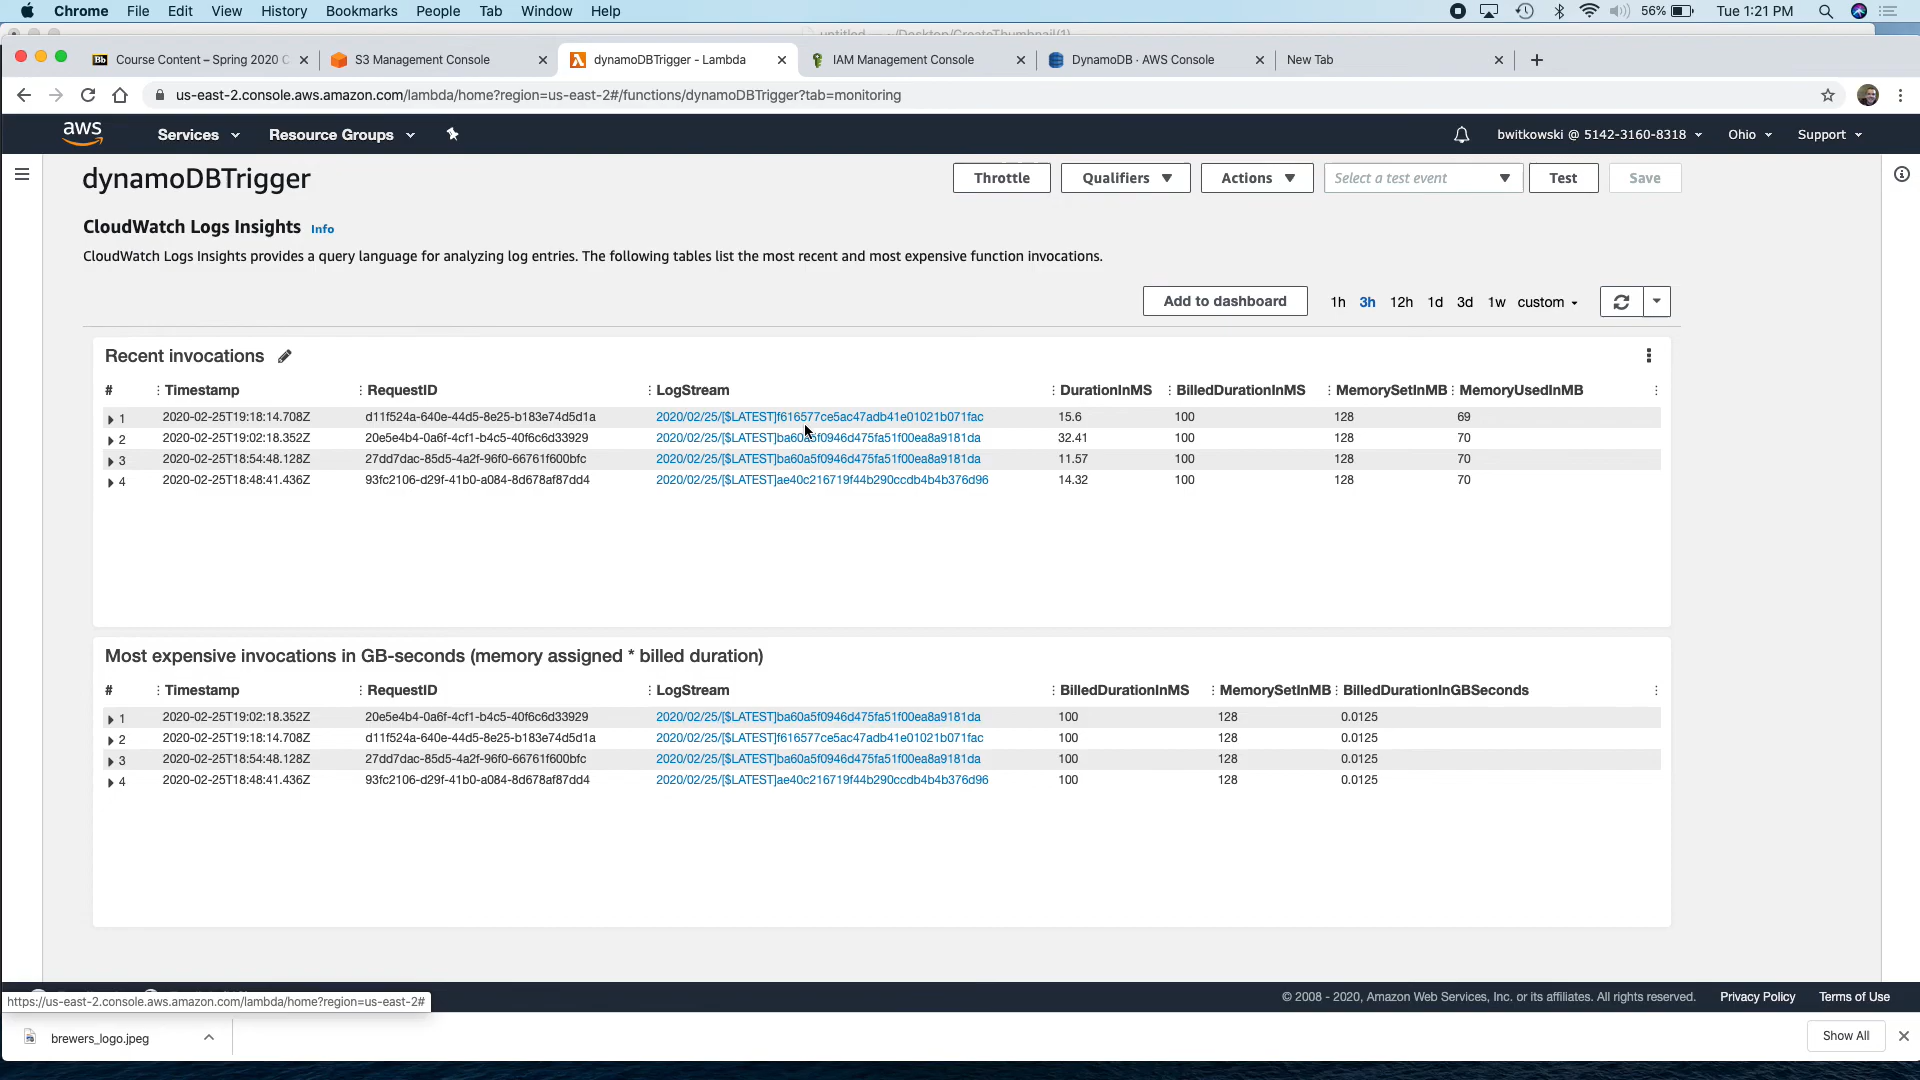 Chrome File Edit View History Bookmarks People Tab Window Help 56% Tue 1:21 PM
Course Content – Spring 2020 C S3 Management Console dynamoDBTrigger - Lambda IAM Management Console DynamoDB · AWS Console New Tab
us-east-2.console.aws.amazon.com/lambda/home?region=us-east-2#/functions/dynamoDBTrigger?tab=monitoring
aws Services Resource Groups bwitkowski @ 5142-3160-8318 Ohio Support
dynamoDBTrigger Throttle Qualifiers Actions Select a test event Test Save
CloudWatch Logs Insights Info
CloudWatch Logs Insights provides a query language for analyzing log entries. The following tables list the most recent and most expensive function invocations.
Add to dashboard 1h 3h 12h 1d 3d 1w custom
Recent invocations
# Timestamp RequestID LogStream DurationInMS BilledDurationInMS MemorySetInMB MemoryUsedInMB
1 2020-02-25T19:18:14.708Z d11f524a-640e-44d5-8e25-b183e74d5d1a 2020/02/25/[$LATEST]f616577ce5ac47adb41e01021b071fac 15.6 100 128 69
2 2020-02-25T19:02:18.352Z 20e5e4b4-0a6f-4cf1-b4c5-40f6c6d33929 2020/02/25/[$LATEST]ba60a5f0946d475fa51f00ea8a9181da 32.41 100 128 70
3 2020-02-25T18:54:48.128Z 27dd7dac-85d5-4a2f-96f0-66761f600bfc 2020/02/25/[$LATEST]ba60a5f0946d475fa51f00ea8a9181da 11.57 100 128 70
4 2020-02-25T18:48:41.436Z 93fc2106-d29f-41b0-a084-8d678af87dd4 2020/02/25/[$LATEST]ae40c216719f44b290ccdb4b4b376d96 14.32 100 128 70
Most expensive invocations in GB-seconds (memory assigned * billed duration)
# Timestamp RequestID LogStream BilledDurationInMS MemorySetInMB BilledDurationInGBSeconds
1 2020-02-25T19:02:18.352Z 20e5e4b4-0a6f-4cf1-b4c5-40f6c6d33929 2020/02/25/[$LATEST]ba60a5f0946d475fa51f00ea8a9181da 100 128 0.0125
2 2020-02-25T19:18:14.708Z d11f524a-640e-44d5-8e25-b183e74d5d1a 2020/02/25/[$LATEST]f616577ce5ac47adb41e01021b071fac 100 128 0.0125
3 2020-02-25T18:54:48.128Z 27dd7dac-85d5-4a2f-96f0-66761f600bfc 2020/02/25/[$LATEST]ba60a5f0946d475fa51f00ea8a9181da 100 128 0.0125
4 2020-02-25T18:48:41.436Z 93fc2106-d29f-41b0-a084-8d678af87dd4 2020/02/25/[$LATEST]ae40c216719f44b290ccdb4b4b376d96 100 128 0.0125
© 2008 - 2020, Amazon Web Services, Inc. or its affiliates. All rights reserved. Privacy Policy Terms of Use
https://us-east-2.console.aws.amazon.com/lambda/home?region=us-east-2#
brewers_logo.jpeg Show All